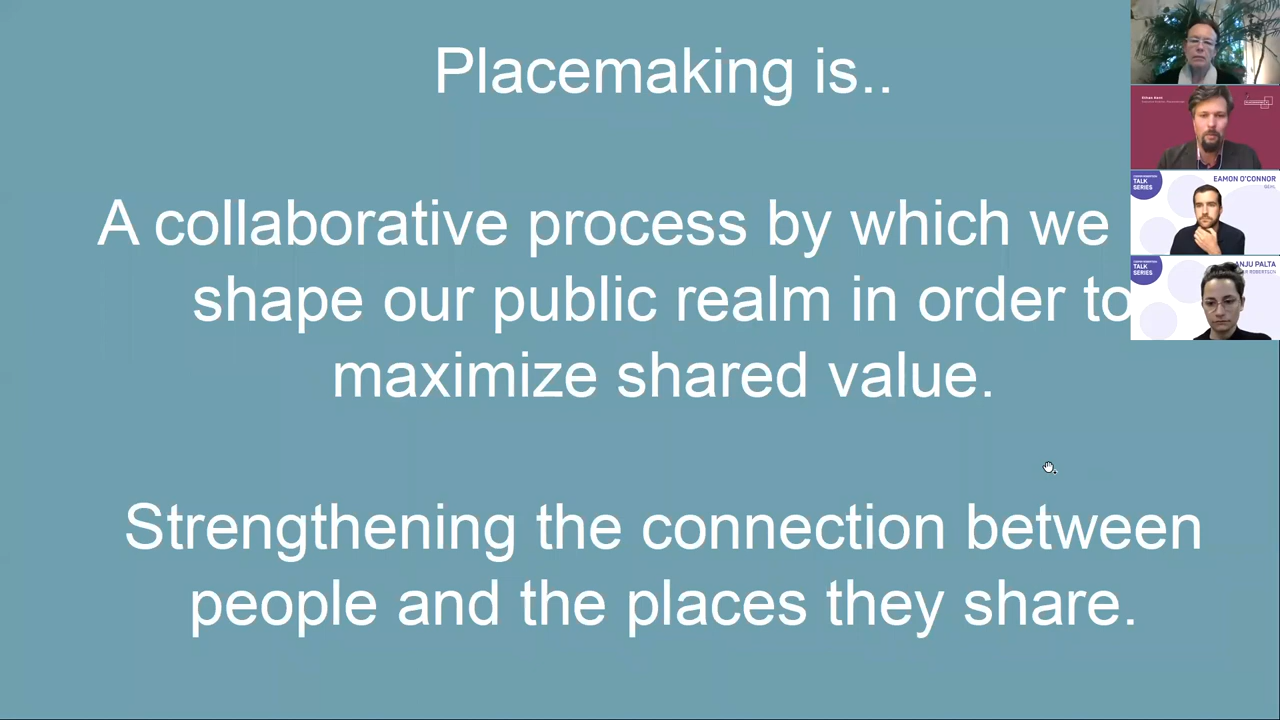 Placemaking is..
A collaborative process by which we
shape our public realm in order to
maximize shared value.
Strengthening the connection between
people and the places they share.
TALK
SERIES
EAMON O'CONNOR
GEHL
TALK
SERIES
ANJU PALTA